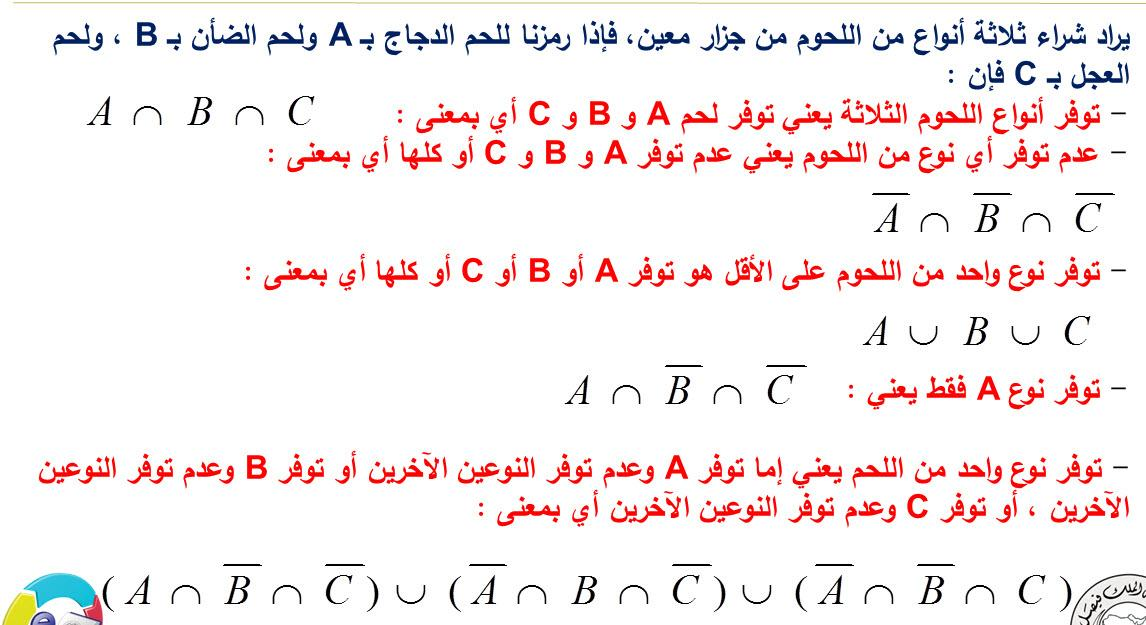 يراد شراء ثلاثة أنواع من اللحوم من جزار معين، فإذا رمزنا للحم الدجاج بـ A ولحم الضأن بـ B ، ولحم
العجل بـ C فإن :
– توفر أنواع اللحوم الثلاثة يعني توفر لحم A و B و C أي بمعنى : A ∩ B ∩ C
– عدم توفر أي نوع من اللحوم يعني عدم توفر A و B و C أو كلها أي بمعنى :
A̅ ∩ B̅ ∩ C̅
– توفر نوع واحد من اللحوم على الأقل هو توفر A أو B أو C أو كلها أي بمعنى :
A ∪ B ∪ C
– توفر نوع A فقط يعني : A ∩ B̅ ∩ C̅
– توفر نوع واحد من اللحم يعني إما توفر A وعدم توفر النوعين الآخرين أو توفر B وعدم توفر النوعين
الآخرين ، أو توفر C وعدم توفر النوعين الآخرين أي بمعنى :
( A ∩ B̅ ∩ C̅ ) ∪ ( A̅ ∩ B ∩ C̅ ) ∪ ( A̅ ∩ B̅ ∩ C )